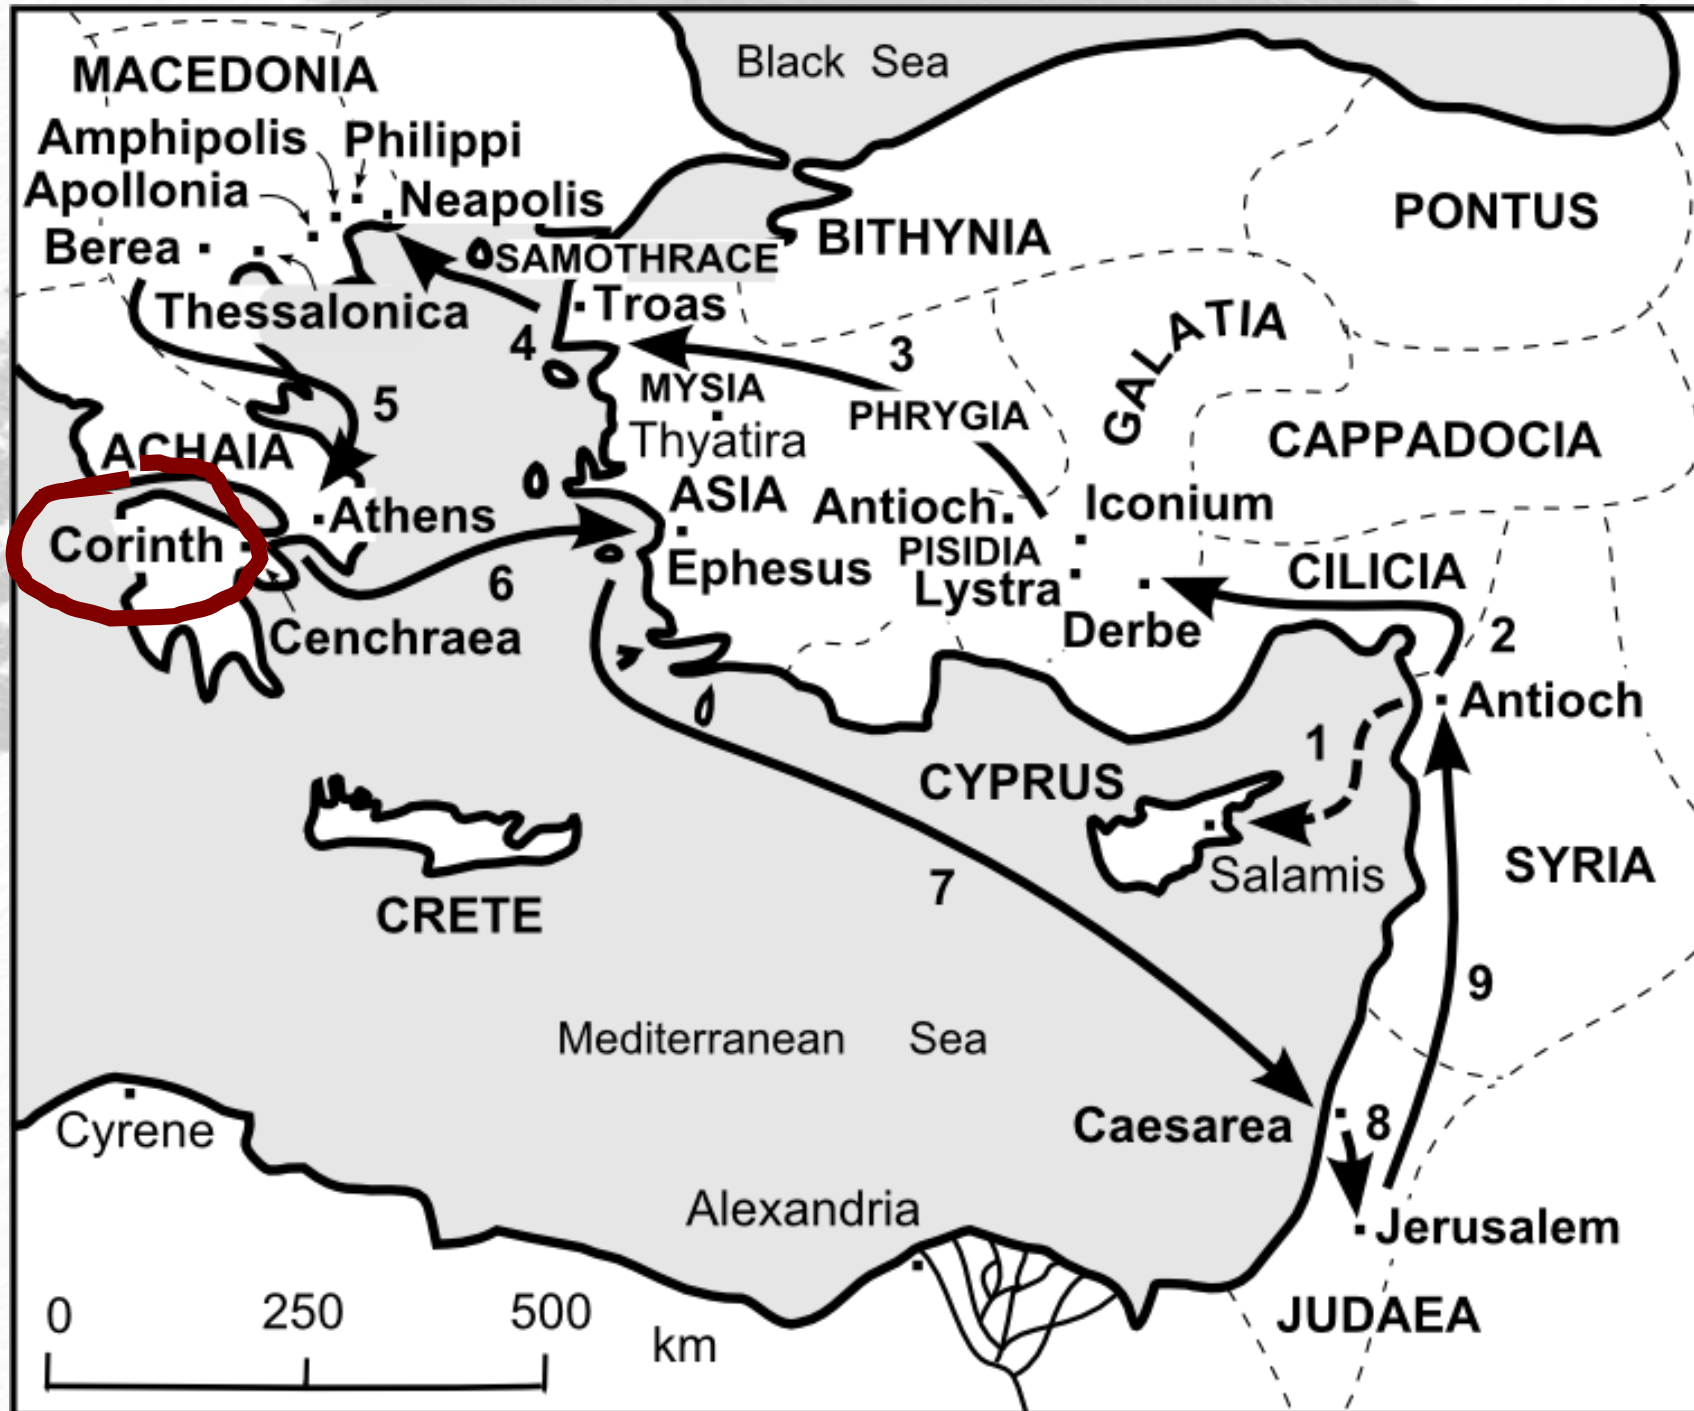 Black Sea
MACEDONIA
Amphipolis
Philippi
Apollonia
Neapolis
Berea
SAMOTHRACE
BITHYNIA
PONTUS
Thessalonica
Troas
4
3
GALATIA
MYSIA
5
PHRYGIA
Thyatira
CAPPADOCIA
ACHAIA
ASIA
Antioch
Iconium
Athens
Corinth
PISIDIA
Ephesus
CILICIA
6
Lystra
Cenchraea
Derbe
2
Antioch
1
CYPRUS
SYRIA
Salamis
7
CRETE
9
Mediterranean Sea
Cyrene
Caesarea
8
Alexandria
Jerusalem
0 250 500
km
JUDAEA